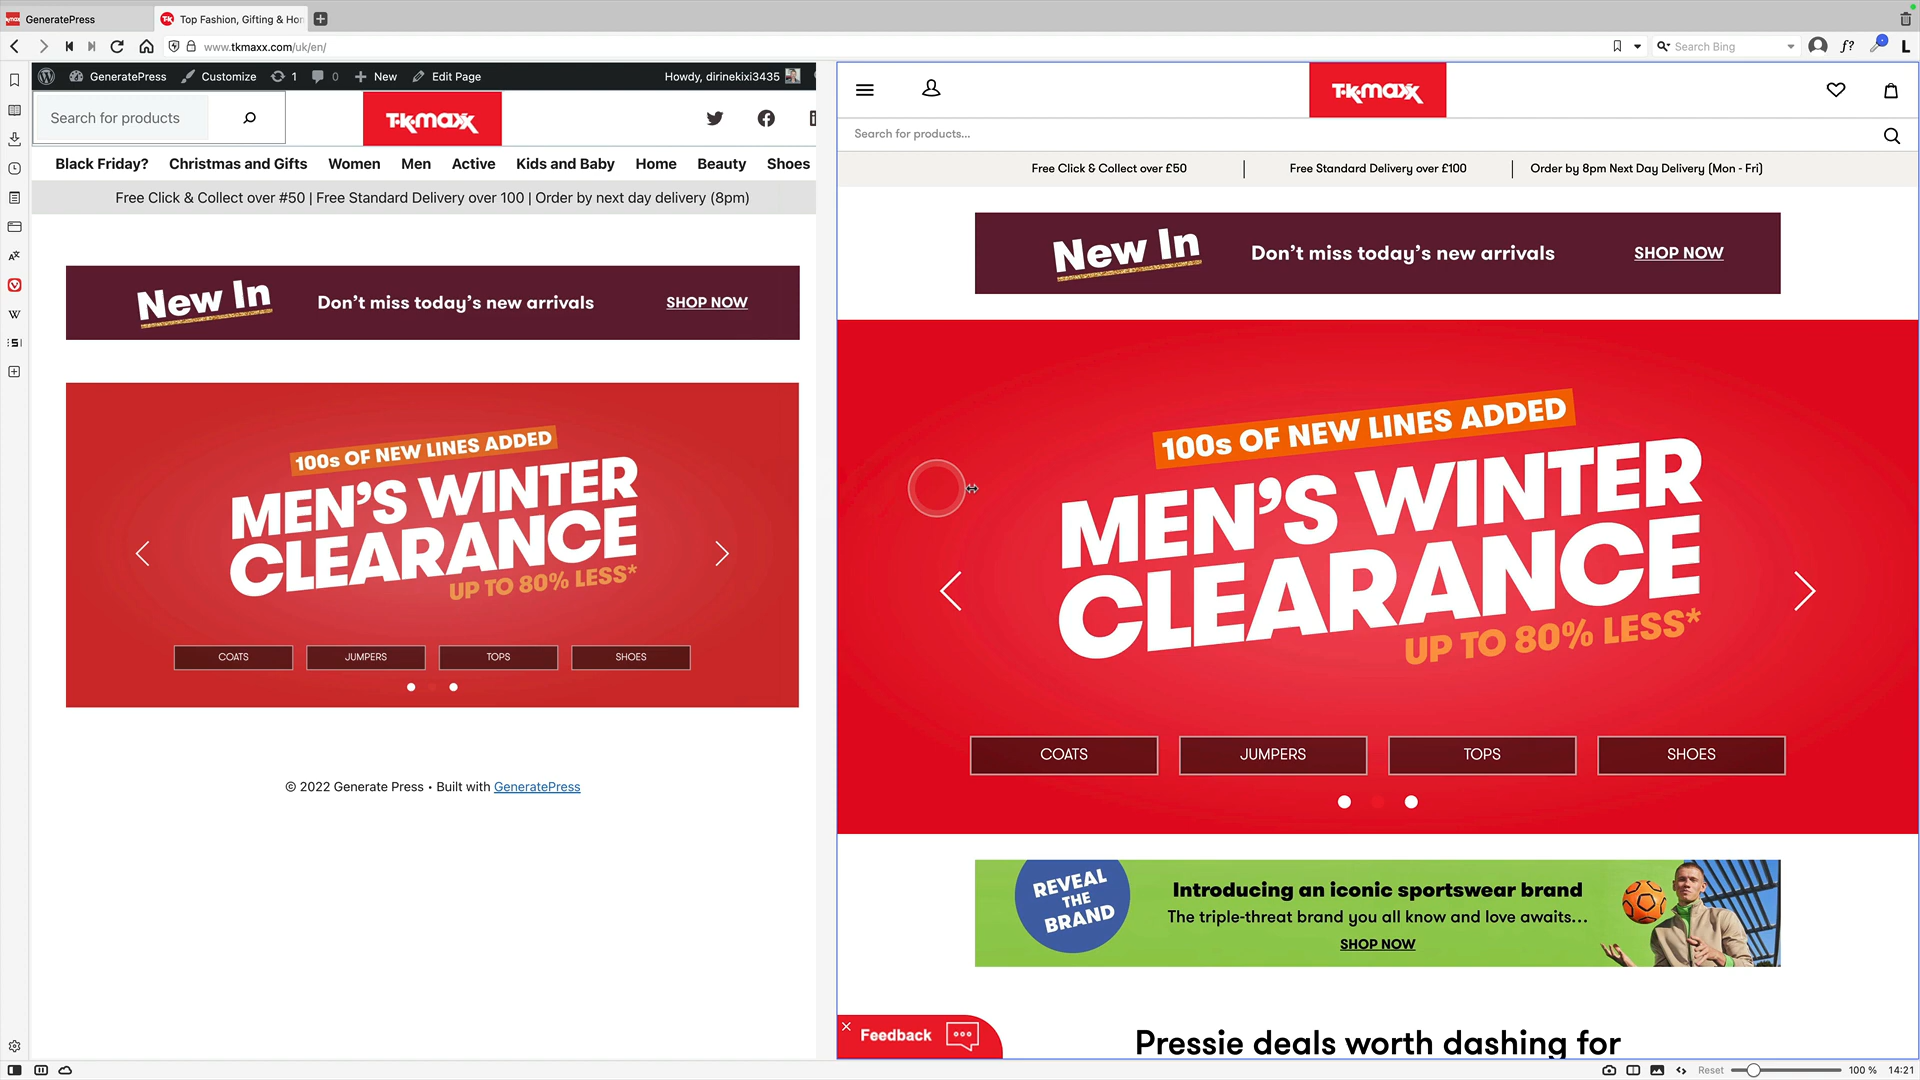 GeneratePress
Top Fashion, Gifting & Hon
www.tkmaxx.com/uk/en/
Search Bing
GeneratePress
Customize
1
0
New
Edit Page
Howdy, dirinekixi3435
Search for products
TK maxx
Black Friday? Christmas and Gifts Women Men Active Kids and Baby Home Beauty Shoes
Free Click & Collect over #50 | Free Standard Delivery over 100 | Order by next day delivery (8pm)
New In
Don't miss today's new arrivals
SHOP NOW
100s OF NEW LINES ADDED
MEN'S WINTER
CLEARANCE
UP TO 80% LESS*
COATS
JUMPERS
TOPS
SHOES
© 2022 Generate Press • Built with GeneratePress
TK maxx
Search for products...
Free Click & Collect over £50
Free Standard Delivery over £100
Order by 8pm Next Day Delivery (Mon - Fri)
New In
Don't miss today's new arrivals
SHOP NOW
100s OF NEW LINES ADDED
MEN'S WINTER
CLEARANCE
UP TO 80% LESS*
COATS
JUMPERS
TOPS
SHOES
REVEAL
THE
BRAND
Introducing an iconic sportswear brand
The triple-threat brand you all know and love awaits...
SHOP NOW
Feedback
Pressie deals worth dashing for
Reset
100 %
14:21